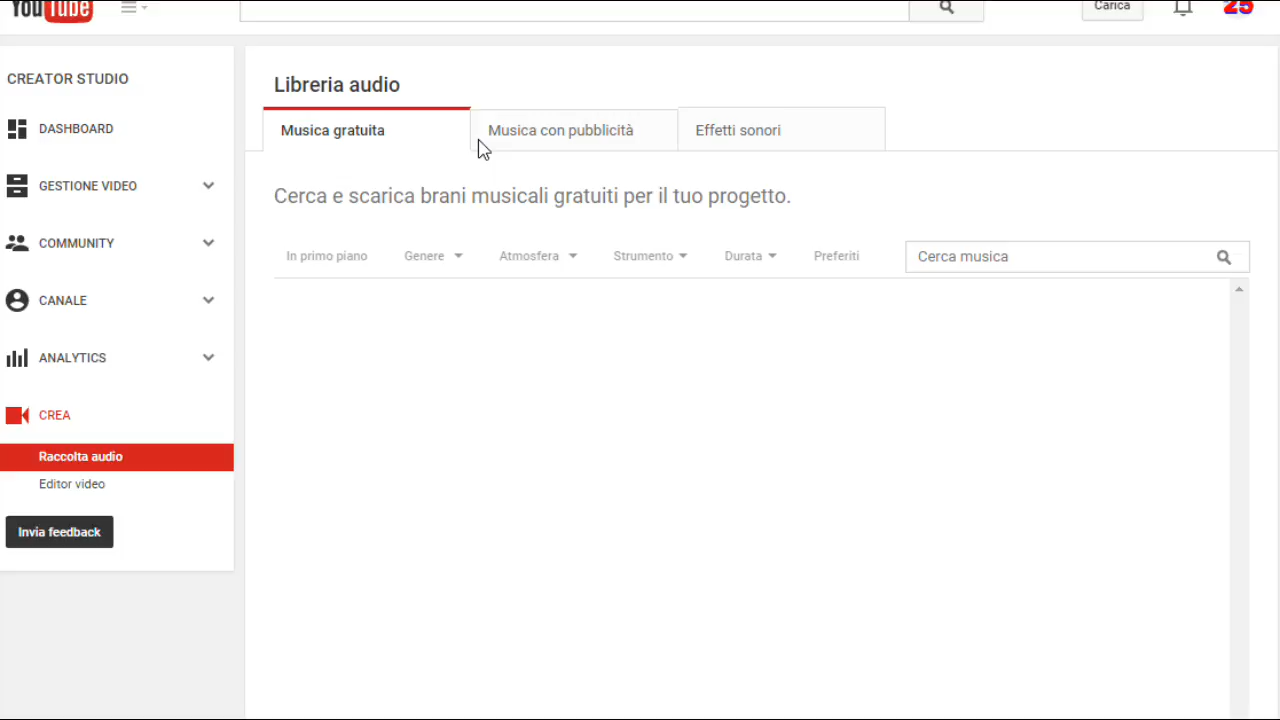 YouTube
Carica
25
CREATOR STUDIO
DASHBOARD
GESTIONE VIDEO
COMMUNITY
CANALE
ANALYTICS
CREA
Raccolta audio
Editor video
Invia feedback
Libreria audio
Musica gratuita Musica con pubblicità Effetti sonori
Cerca e scarica brani musicali gratuiti per il tuo progetto.
In primo piano Genere Atmosfera Strumento Durata Preferiti Cerca musica